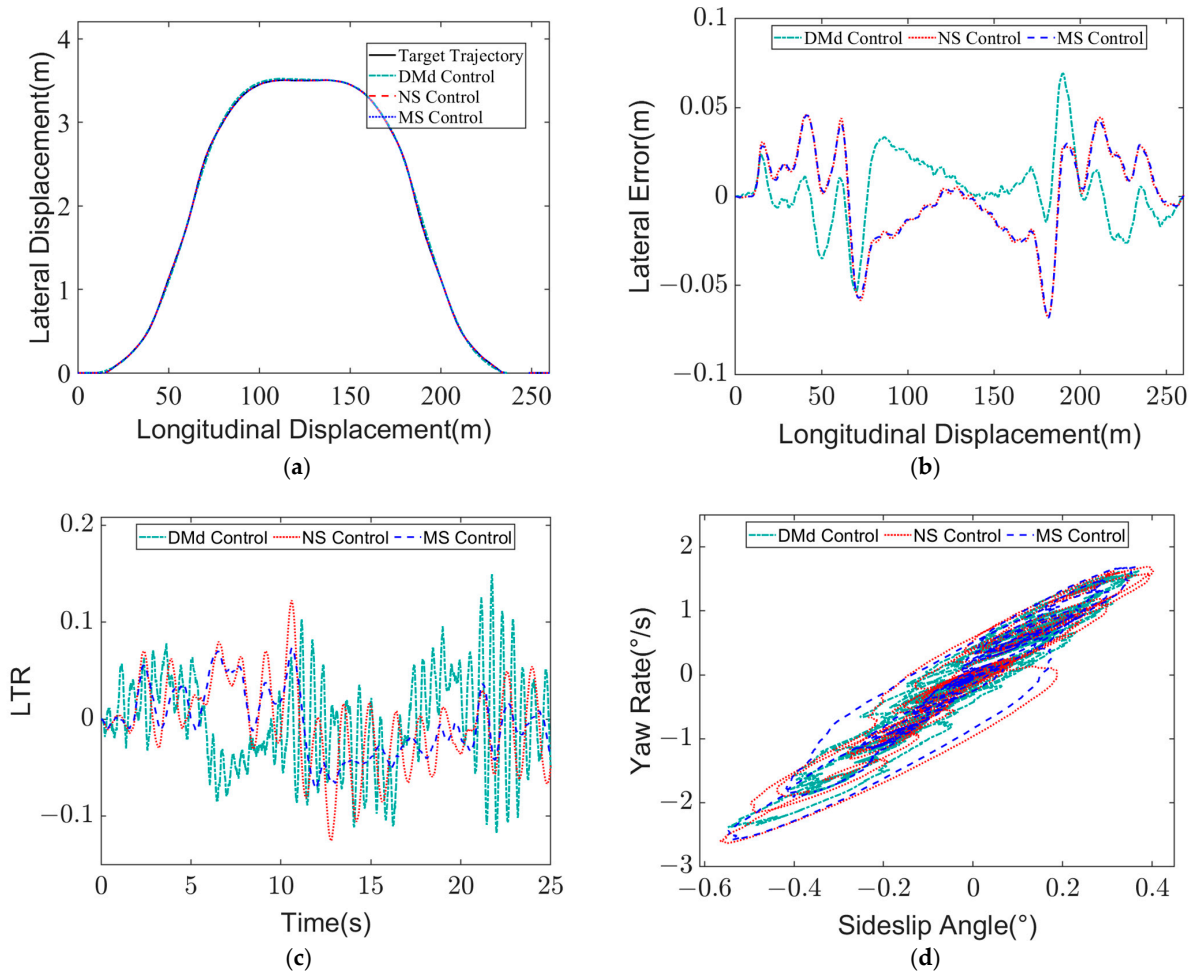 4
3
2
1
0
Lateral Displacement(m)
Target Trajectory
DMd Control
NS Control
MS Control
0 50 100 150 200 250
Longitudinal Displacement(m)
(a)
0.1
0.05
0
−0.05
−0.1
Lateral Error(m)
DMd Control NS Control MS Control
0 50 100 150 200 250
Longitudinal Displacement(m)
(b)
0.2
0.1
0
−0.1
LTR
DMd Control NS Control MS Control
0 5 10 15 20 25
Time(s)
(c)
2
1
0
−1
−2
−3
Yaw Rate(°/s)
DMd Control NS Control MS Control
−0.6 −0.4 −0.2 0 0.2 0.4
Sideslip Angle(°)
(d)